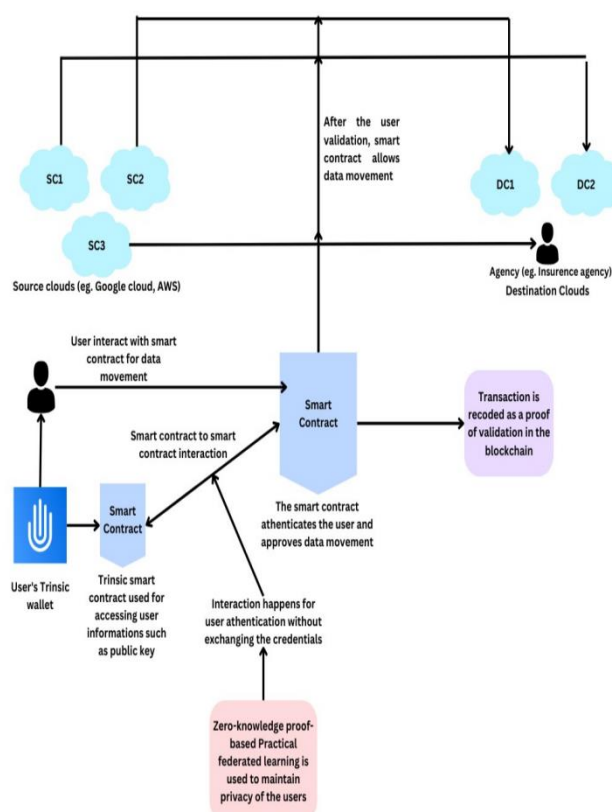 After the
user
validation, smart
contract allows
data movement
SC1
SC2
DC1
DC2
SC3
Source clouds (eg. Google cloud, AWS)
Agency (eg. Insurence agency)
Destination Clouds
User interact with smart
contract for data
movement
Smart
Contract
Transaction is
recoded as a proof
of validation in the
blockchain
Smart contract to smart
contract interaction
Smart
Contract
The smart contract
athenticates the user and
approves data movement
User's Trinsic
wallet
Trinsic smart
contract used for
accessing user
informations such
as public key
Interaction happens for
user athentication without
exchanging the credentials
Zero-knowledge proof-
based Practical
federated learning is
used to maintain
privacy of the users